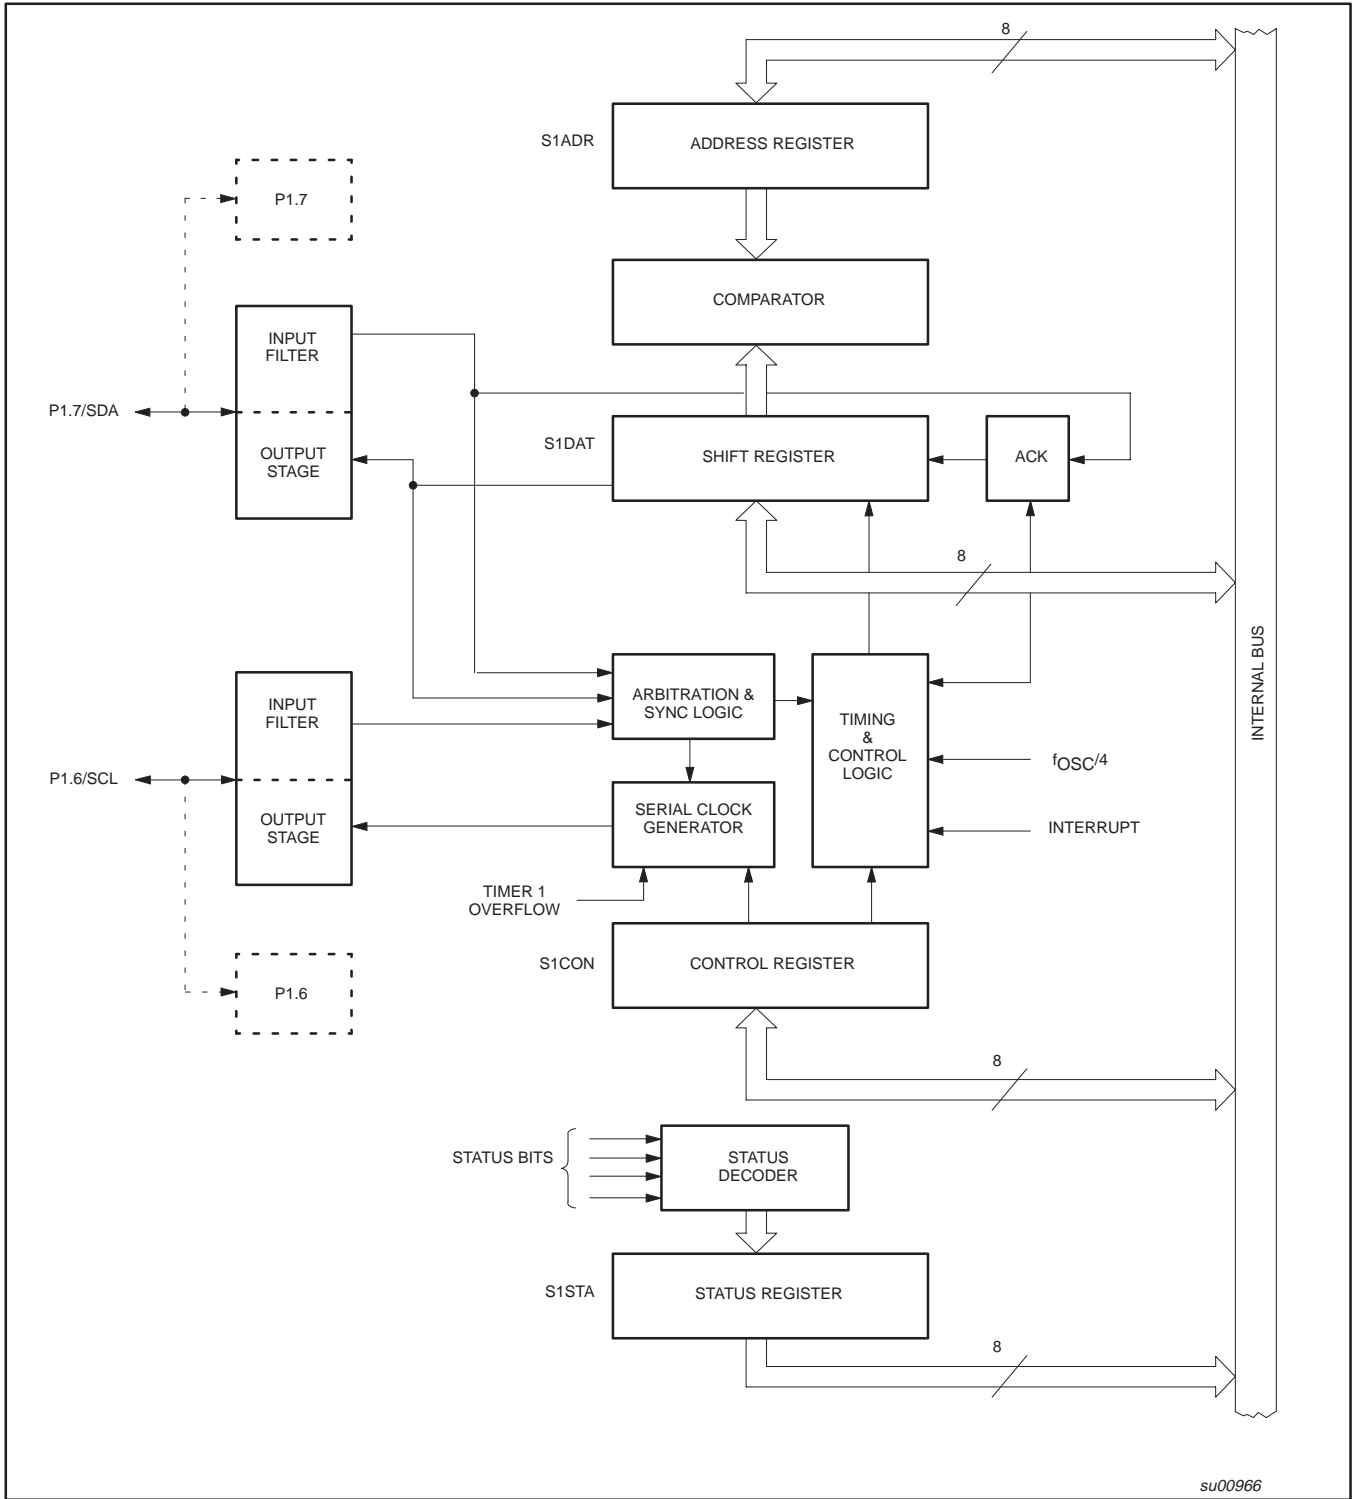 8
S1ADR
ADDRESS REGISTER
P1.7
COMPARATOR
INPUT
FILTER
P1.7/SDA
OUTPUT
STAGE
S1DAT
SHIFT REGISTER
ACK
8
INTERNAL BUS
INPUT
FILTER
ARBITRATION &
SYNC LOGIC
TIMING
&
CONTROL
LOGIC
fOSC/4
P1.6/SCL
OUTPUT
STAGE
SERIAL CLOCK
GENERATOR
INTERRUPT
TIMER 1
OVERFLOW
S1CON
CONTROL REGISTER
P1.6
8
STATUS BITS
STATUS
DECODER
S1STA
STATUS REGISTER
8
su00966